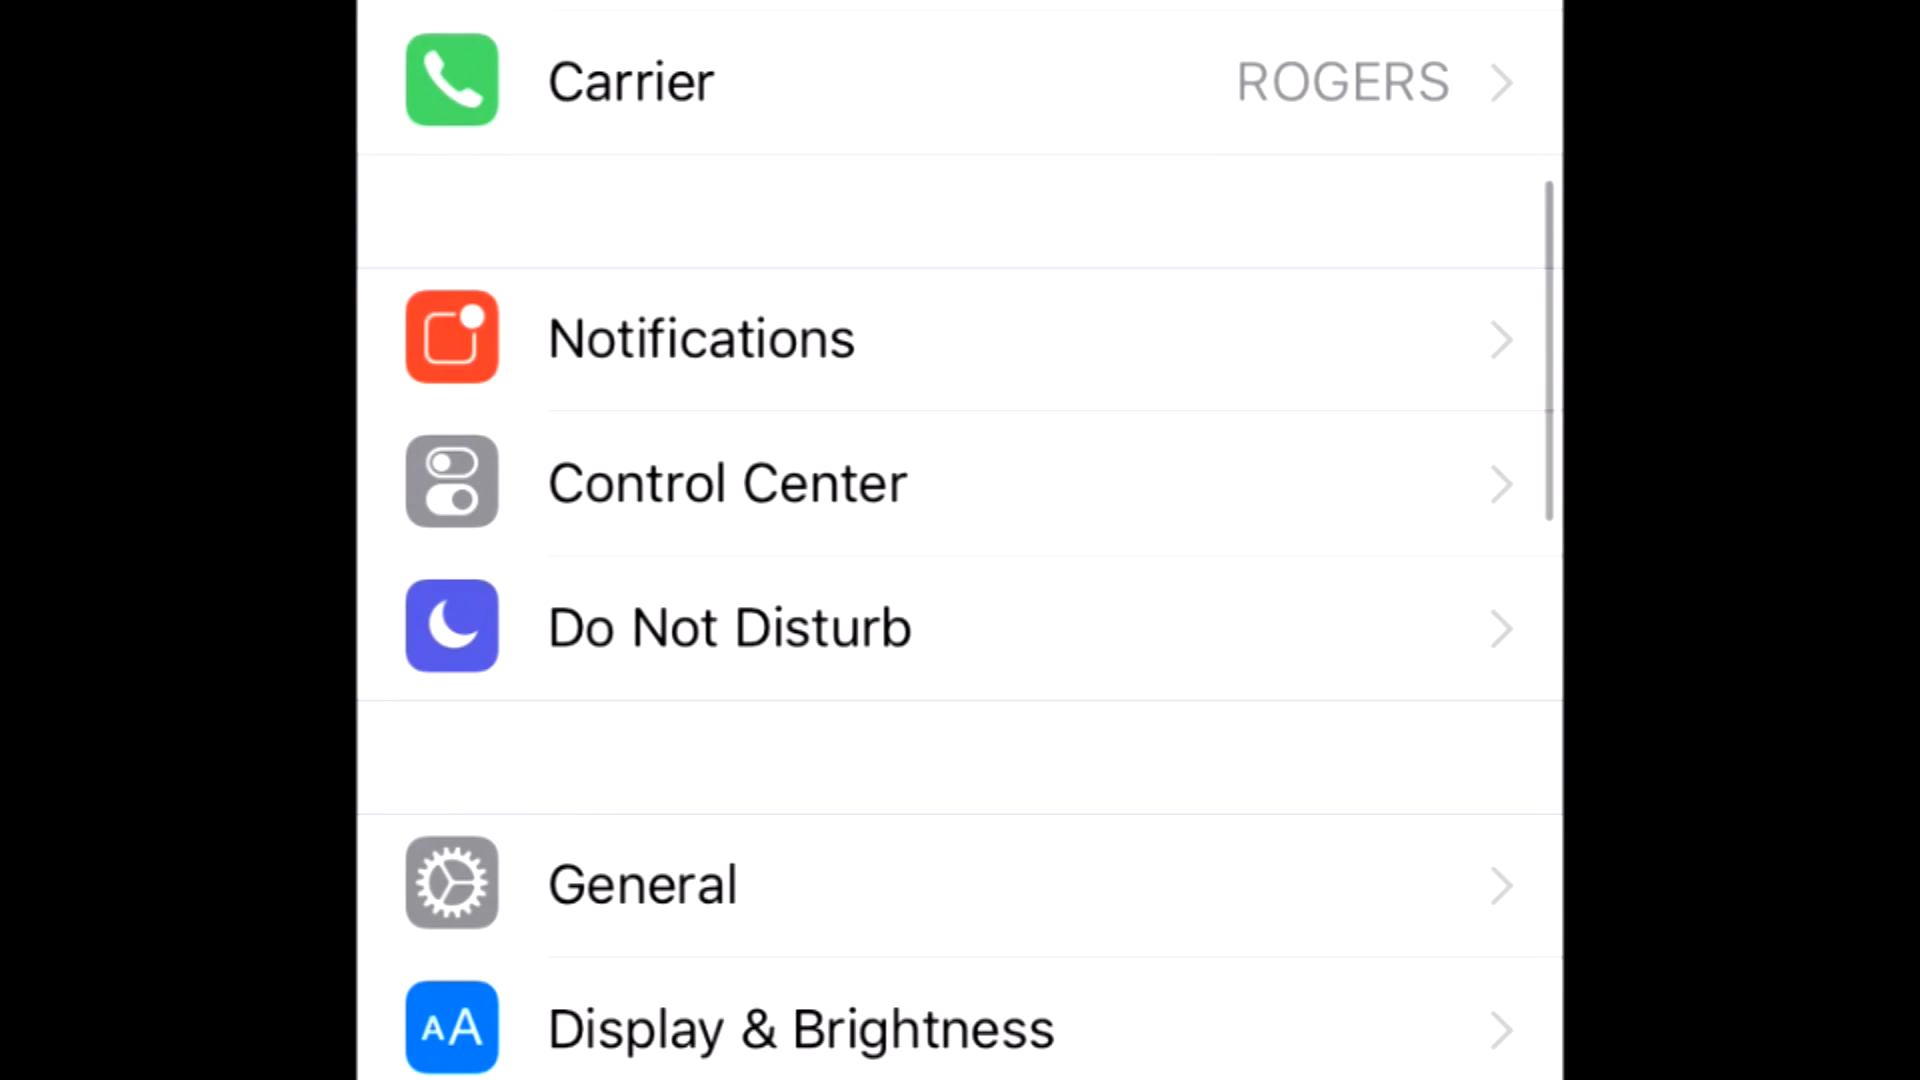 Carrier ROGERS
Notifications
Control Center
Do Not Disturb
General
AA Display & Brightness